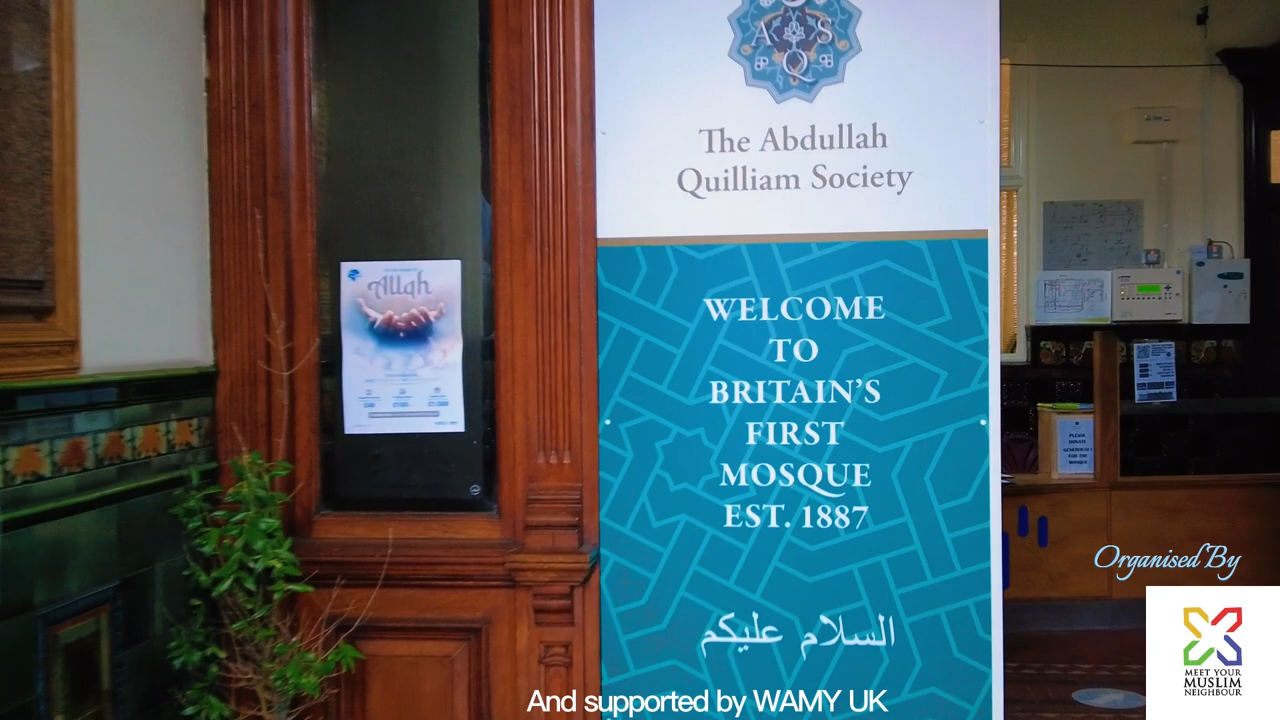 A S
Q
The Abdullah
Quilliam Society
WELCOME
TO
BRITAIN'S
FIRST
MOSQUE
EST. 1887
السلام عليكم
Allah
PLEASE
DONATE
GENEROUSLY
FOR THE
MOSQUE
Organised By
MEET YOUR
MUSLIM
NEIGHBOUR
And supported by WAMY UK